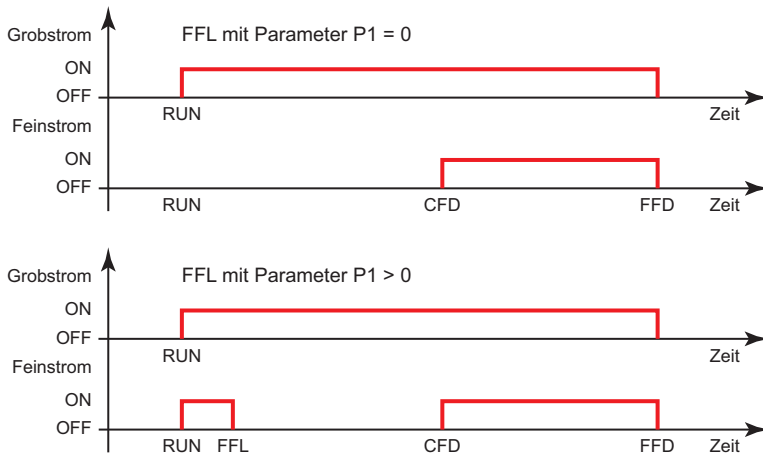 Grobstrom FFL mit Parameter P1 = 0
ON
OFF
RUN Zeit
Feinstrom
ON
OFF
RUN CFD FFD Zeit
Grobstrom FFL mit Parameter P1 > 0
ON
OFF
RUN Zeit
Feinstrom
ON
OFF
RUN FFL CFD FFD Zeit